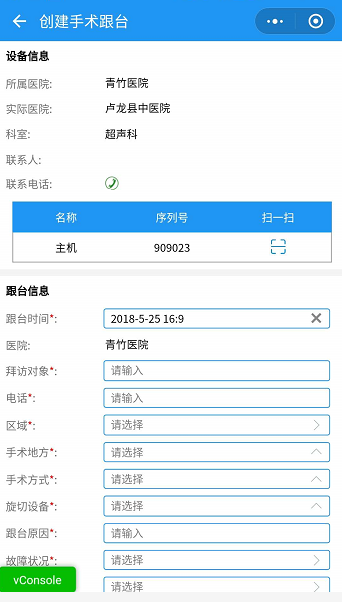 创建手术跟台
设备信息
所属医院: 青竹医院
实际医院: 卢龙县中医院
科室: 超声科
联系人:
联系电话:
名称 序列号 扫一扫
主机 909023
跟台信息
跟台时间*: 2018-5-25 16:9
医院: 青竹医院
拜访对象*: 请输入
电话*: 请输入
区域*: 请选择
手术地方*: 请选择
手术方式*: 请选择
旋切设备*: 请选择
跟台原因*: 请输入
故障状况*: 请选择
vConsole 请选择